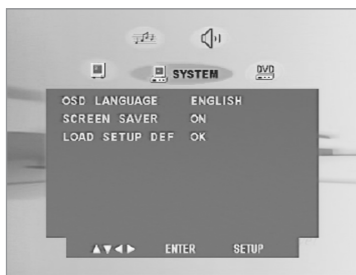 SYSTEM
DVD
OSD LANGUAGE ENGLISH
SCREEN SAVER ON
LOAD SETUP DEF OK
▲▼◀▶ ENTER SETUP